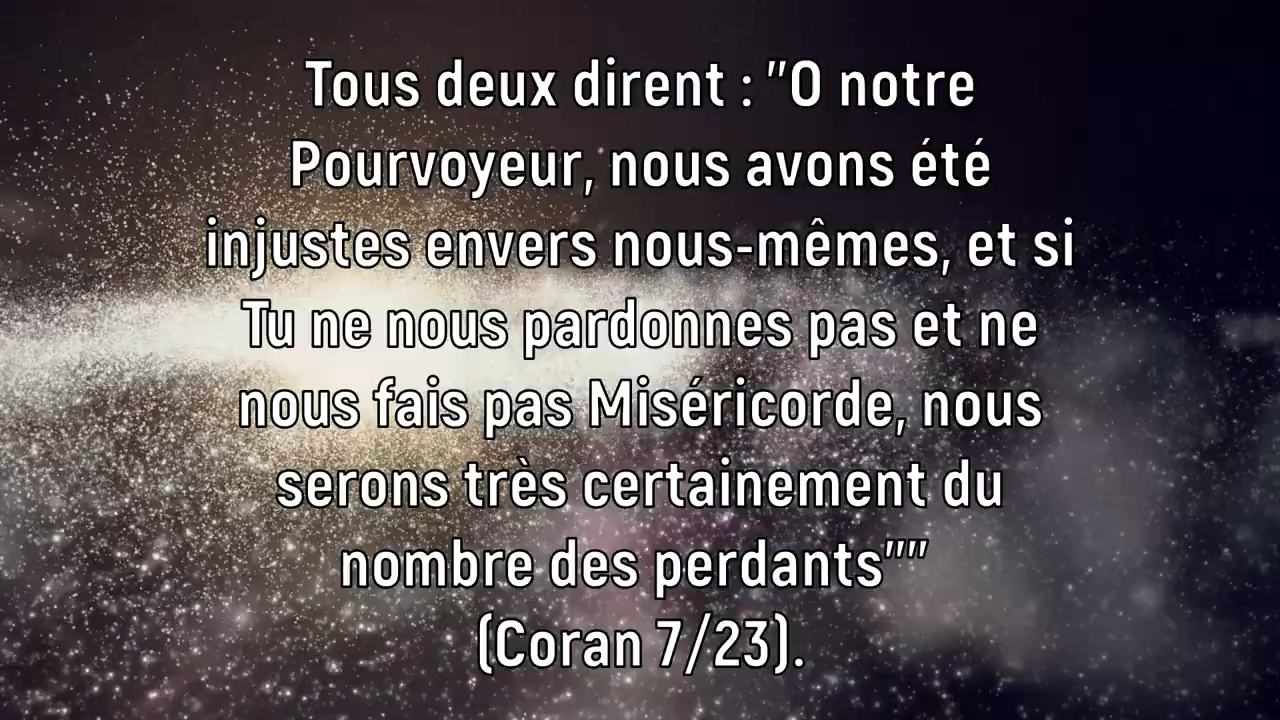 Tous deux dirent : "O notre
Pourvoyeur, nous avons été
injustes envers nous-mêmes, et si
Tu ne nous pardonnes pas et ne
nous fais pas Miséricorde, nous
serons très certainement du
nombre des perdants""
(Coran 7/23).